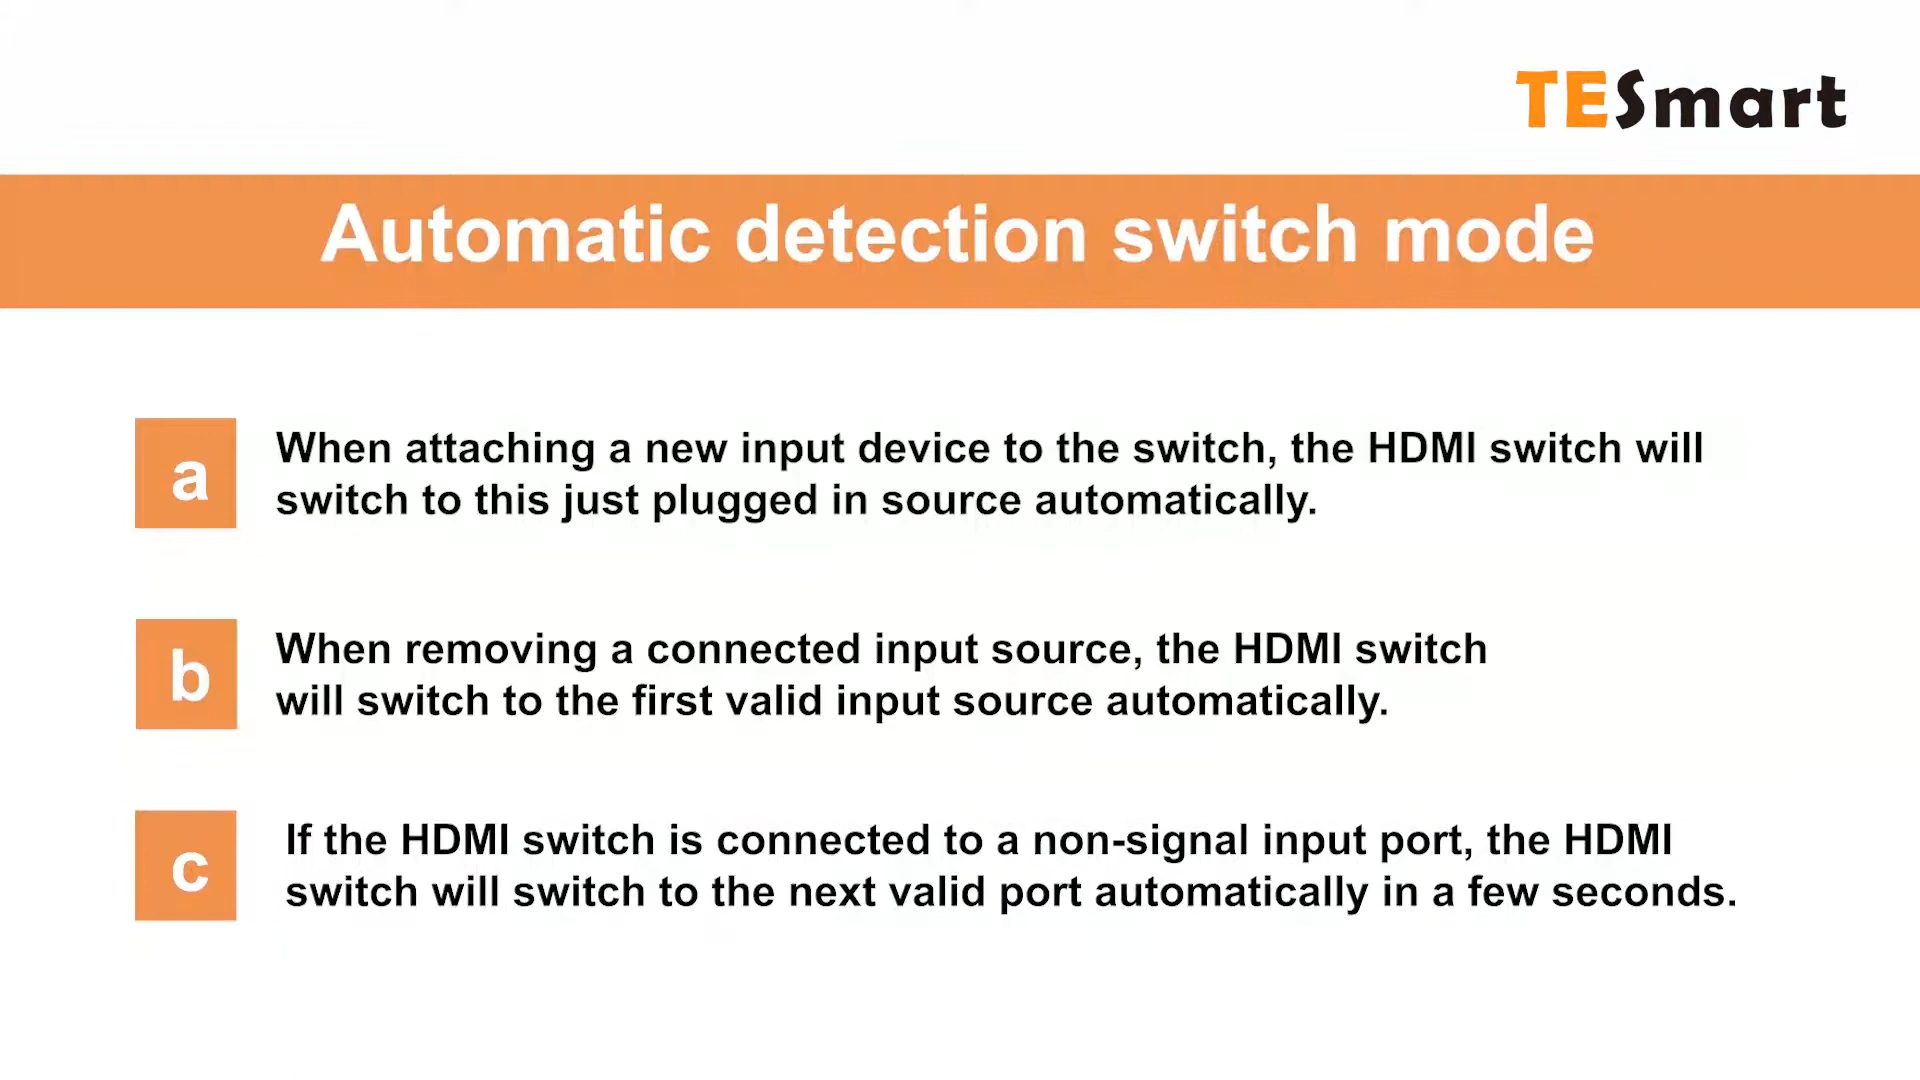 TESmart
Automatic detection switch mode
a
When attaching a new input device to the switch, the HDMI switch will
switch to this just plugged in source automatically.
b
When removing a connected input source, the HDMI switch
will switch to the first valid input source automatically.
c
If the HDMI switch is connected to a non-signal input port, the HDMI
switch will switch to the next valid port automatically in a few seconds.